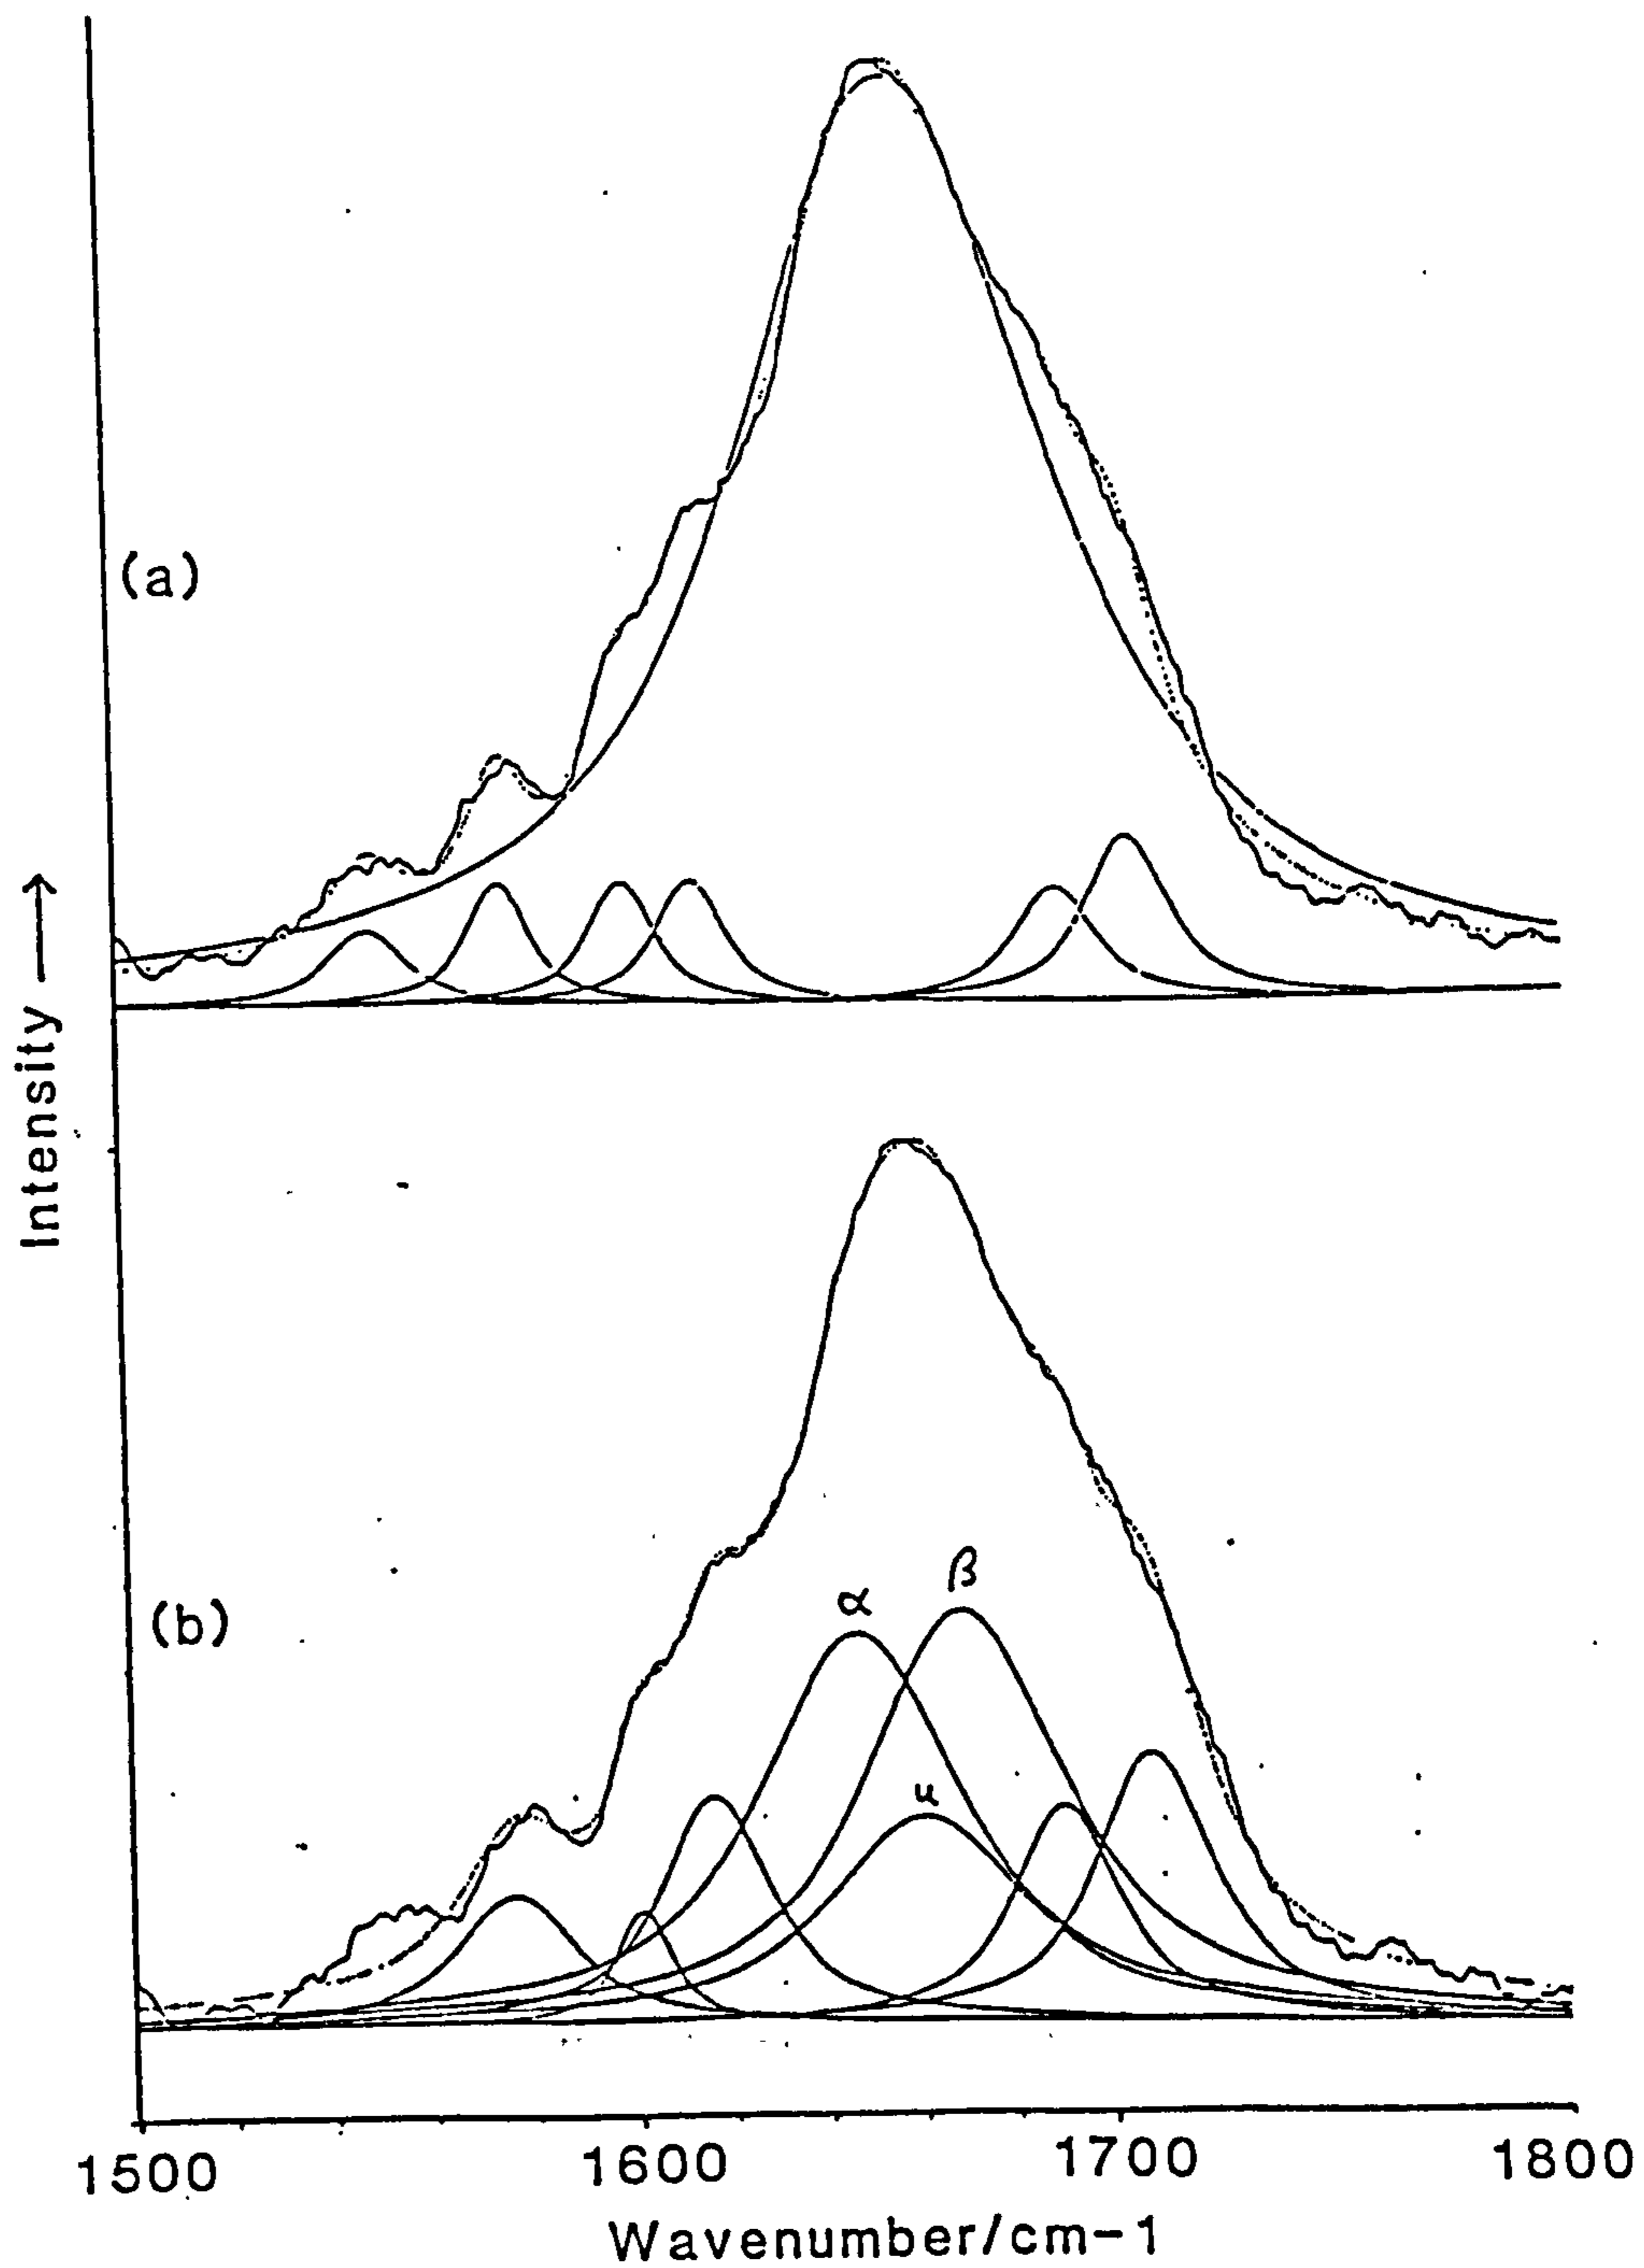 (a)
Intensity →
(b)
α
β
u
1500 1600 1700 1800
Wavenumber/cm-1